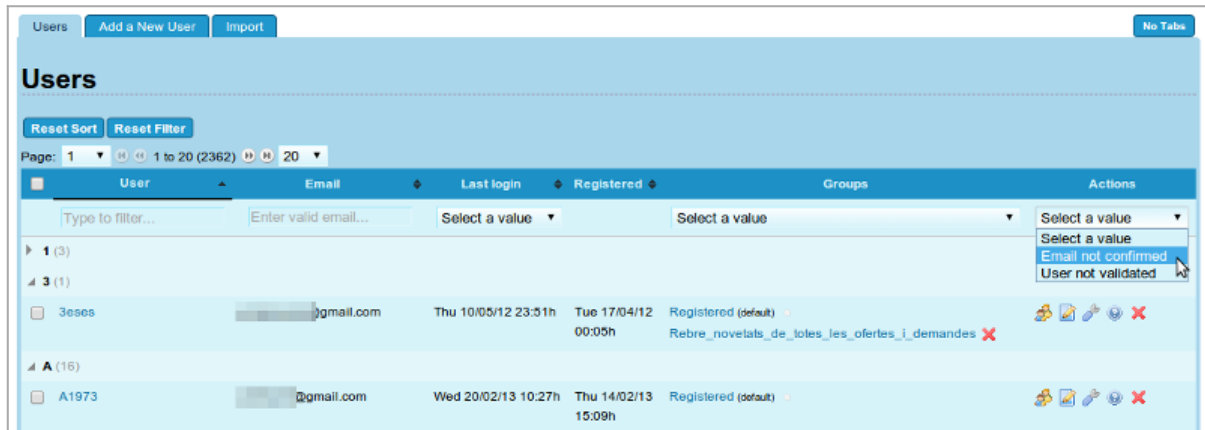 Users Add a New User Import No Tabs
Users
Reset Sort Reset Filter
Page: 1 1 to 20 (2362) 20
User Email Last login Registered Groups Actions
Type to filter... Enter valid email... Select a value Select a value Select a value
Select a value
1 (3) Email not confirmed
User not validated
3 (1)
3eses gmail.com Thu 10/05/12 23:51h Tue 17/04/12 Registered (default)
00:05h Rebre_novetats_de_totes_les_ofertes_i_demandes
A (16)
A1973 @gmail.com Wed 20/02/13 10:27h Thu 14/02/13 Registered (default)
15:09h